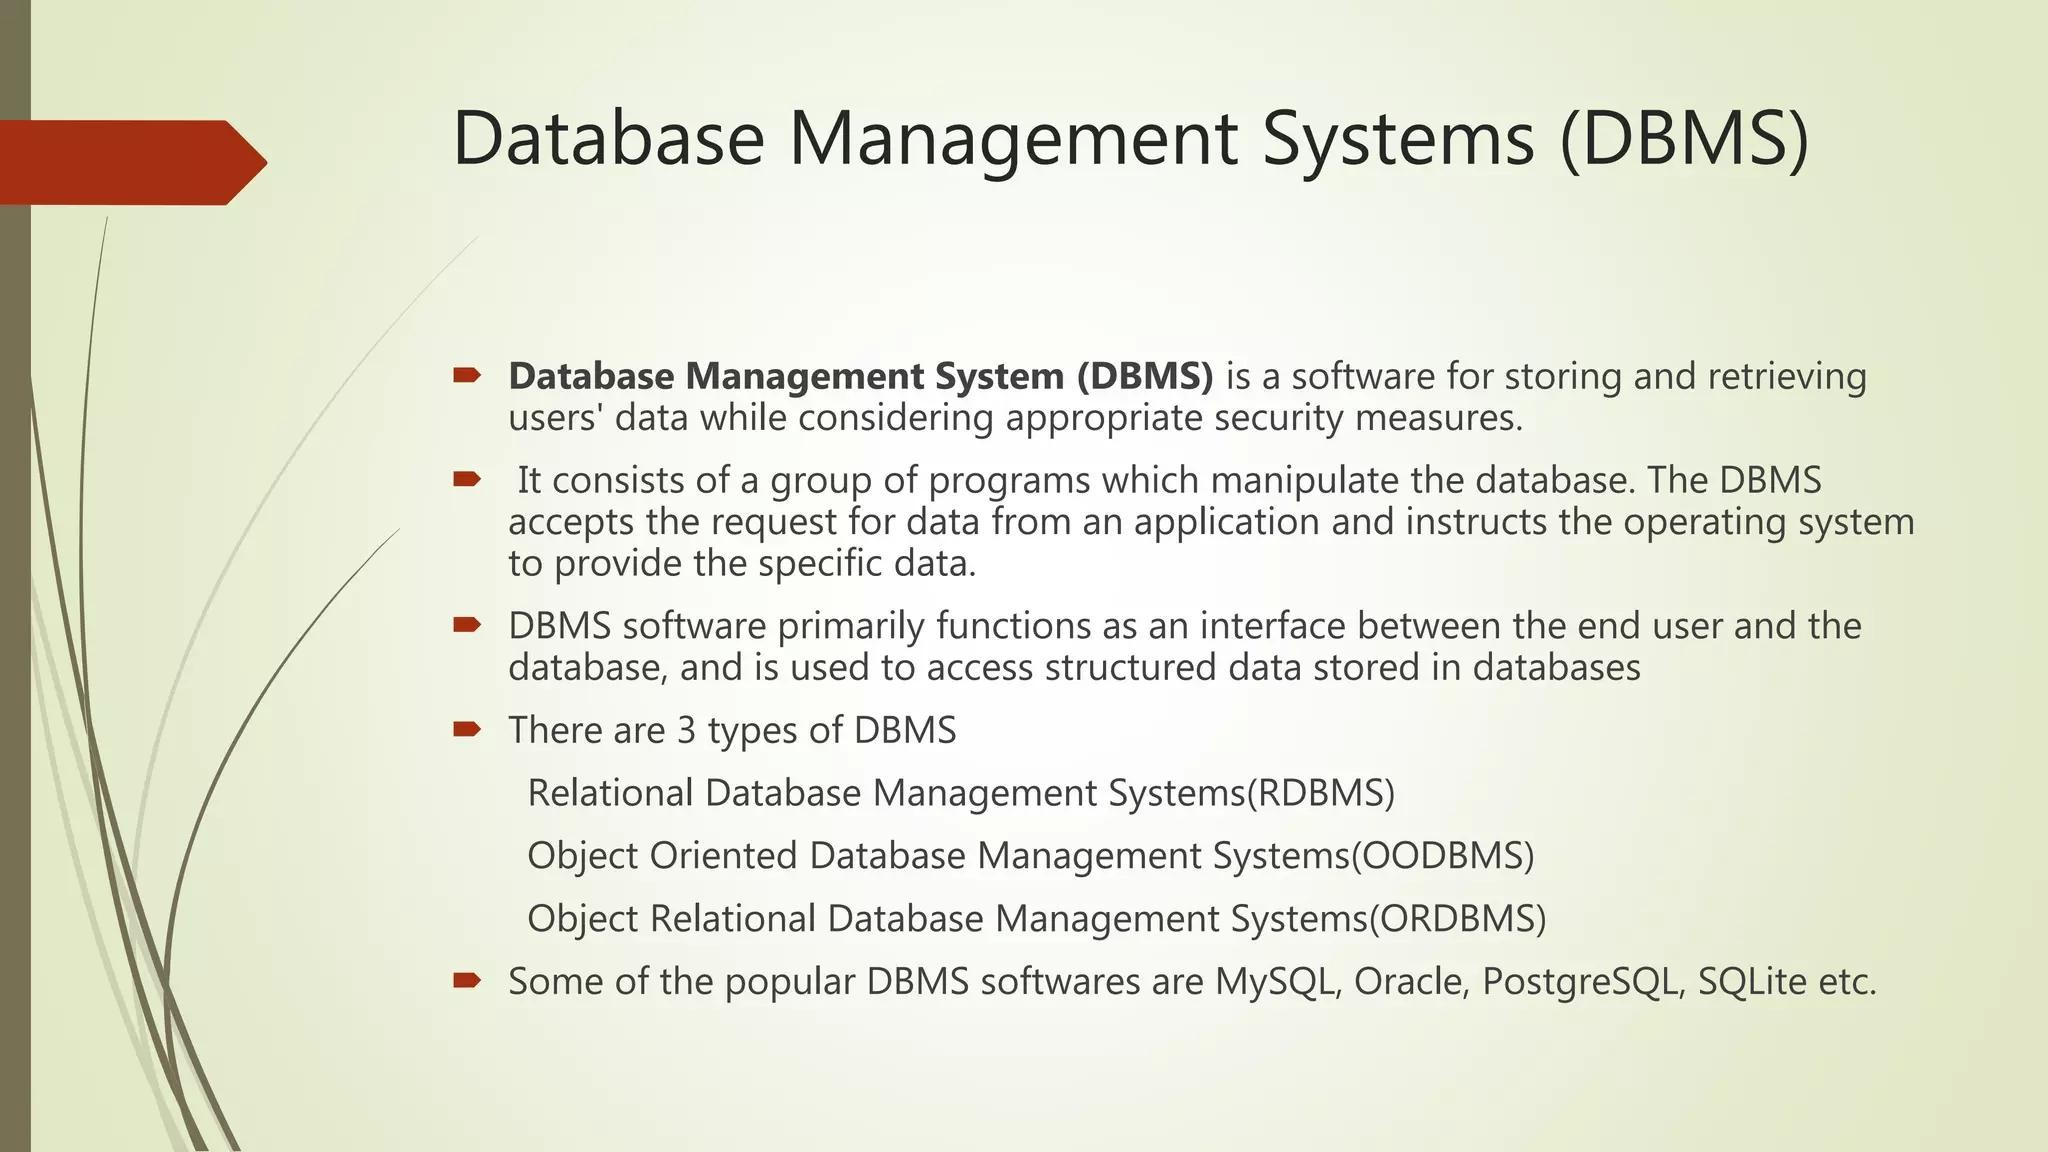 Database Management Systems (DBMS)
Database Management System (DBMS) is a software for storing and retrieving
users' data while considering appropriate security measures.
It consists of a group of programs which manipulate the database. The DBMS
accepts the request for data from an application and instructs the operating system
to provide the specific data.
DBMS software primarily functions as an interface between the end user and the
database, and is used to access structured data stored in databases
There are 3 types of DBMS
Relational Database Management Systems(RDBMS)
Object Oriented Database Management Systems(OODBMS)
Object Relational Database Management Systems(ORDBMS)
Some of the popular DBMS softwares are MySQL, Oracle, PostgreSQL, SQLite etc.